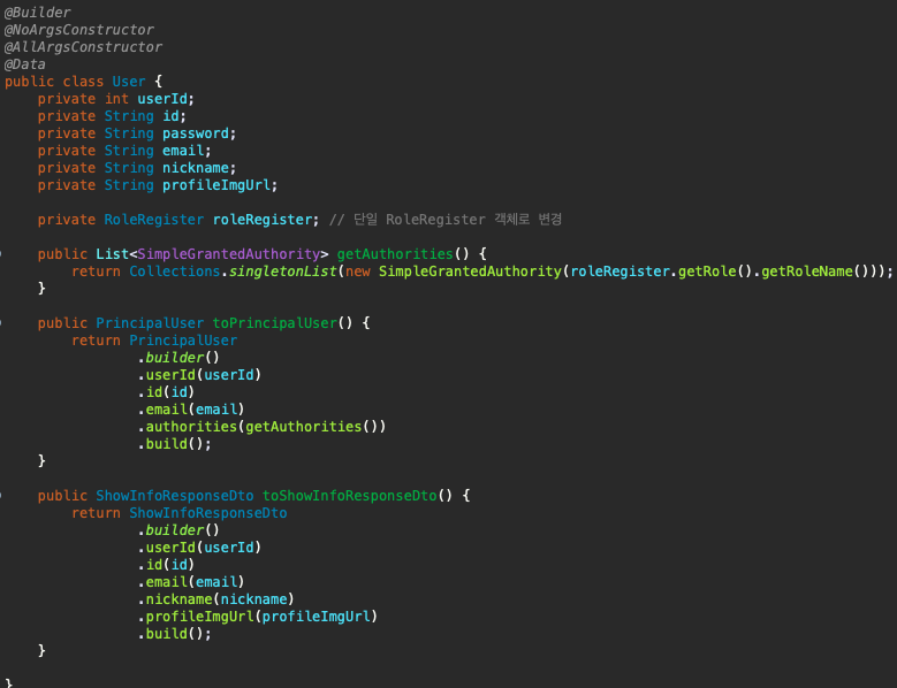 @Builder
@NoArgsConstructor
@AllArgsConstructor
@Data
public class User {
    private int userId;
    private String id;
    private String password;
    private String email;
    private String nickname;
    private String profileImgUrl;

    private RoleRegister roleRegister; // 단일 RoleRegister 객체로 변경

    public List<SimpleGrantedAuthority> getAuthorities() {
        return Collections.singletonList(new SimpleGrantedAuthority(roleRegister.getRole().getRoleName()));
    }

    public PrincipalUser toPrincipalUser() {
        return PrincipalUser
                .builder()
                .userId(userId)
                .id(id)
                .email(email)
                .authorities(getAuthorities())
                .build();
    }

    public ShowInfoResponseDto toShowInfoResponseDto() {
        return ShowInfoResponseDto
                .builder()
                .userId(userId)
                .id(id)
                .email(email)
                .nickname(nickname)
                .profileImgUrl(profileImgUrl)
                .build();
    }

}